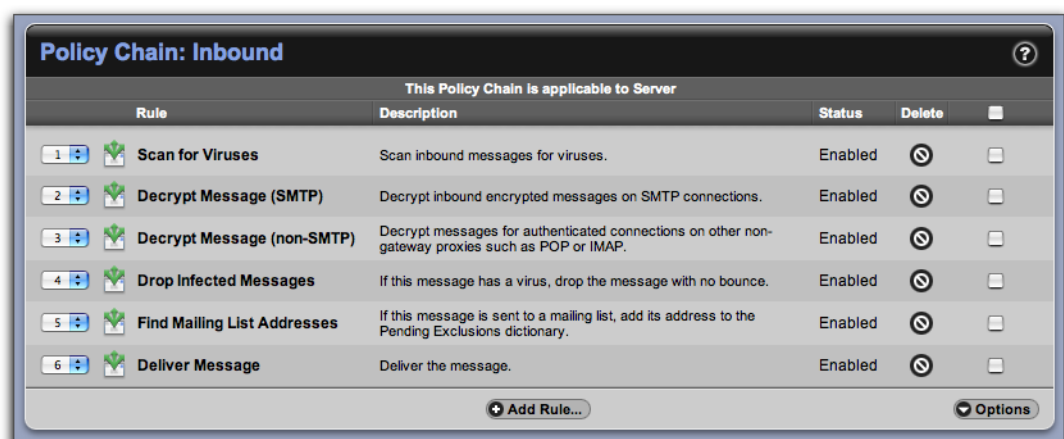 Policy Chain: Inbound
?
This Policy Chain is applicable to Server
Rule Description Status Delete
1 Scan for Viruses Scan inbound messages for viruses. Enabled
2 Decrypt Message (SMTP) Decrypt inbound encrypted messages on SMTP connections. Enabled
3 Decrypt Message (non-SMTP) Decrypt messages for authenticated connections on other non-
gateway proxies such as POP or IMAP. Enabled
4 Drop Infected Messages If this message has a virus, drop the message with no bounce. Enabled
5 Find Mailing List Addresses If this message is sent to a mailing list, add its address to the
Pending Exclusions dictionary. Enabled
6 Deliver Message Deliver the message. Enabled
Add Rule... Options